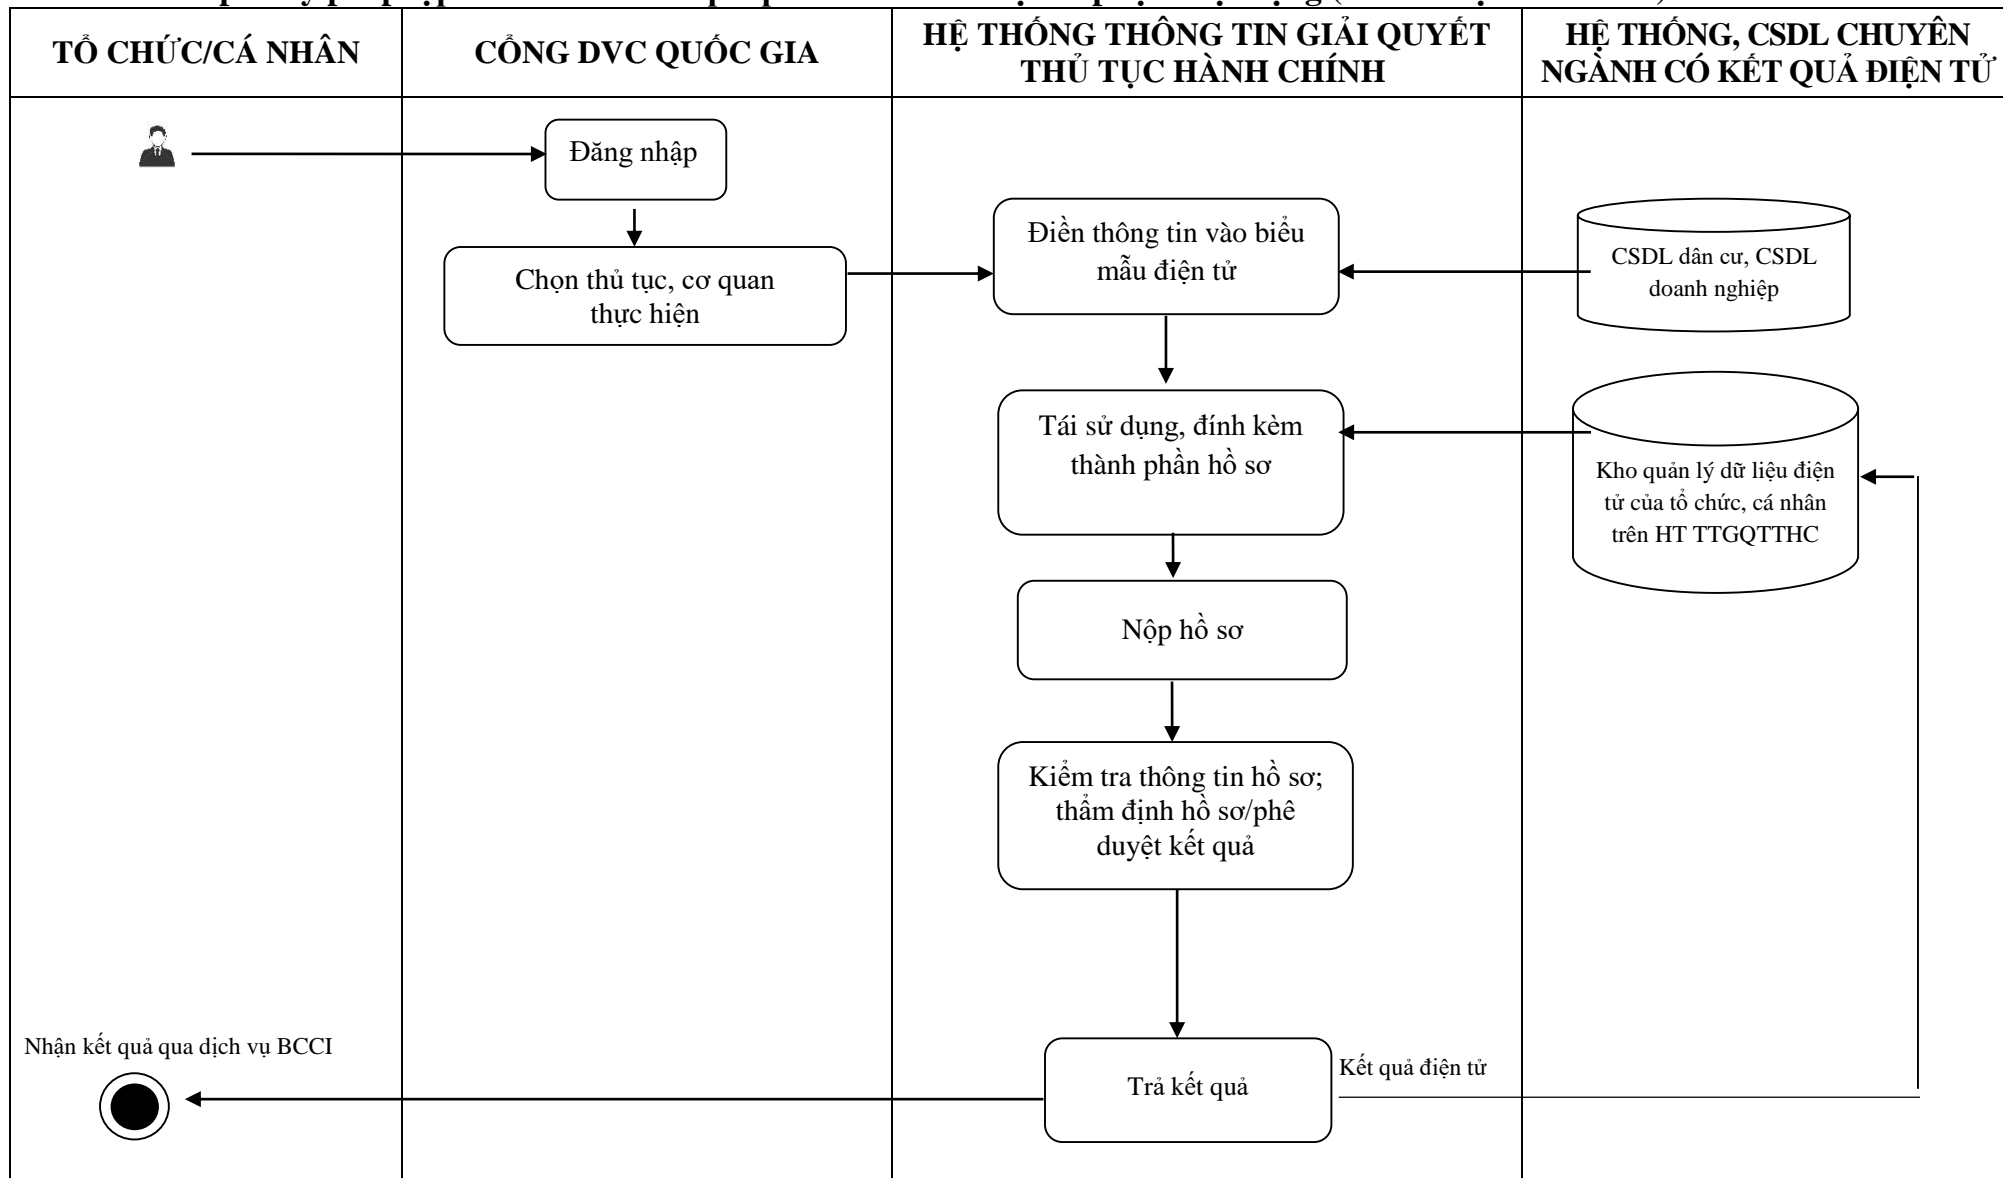 TỔ CHỨC/CÁ NHÂN
CỔNG DVC QUỐC GIA
HỆ THỐNG THÔNG TIN GIẢI QUYẾT
THỦ TỤC HÀNH CHÍNH
HỆ THỐNG, CSDL CHUYÊN
NGÀNH CÓ KẾT QUẢ ĐIỆN TỬ
Đăng nhập
Chọn thủ tục, cơ quan
thực hiện
Điền thông tin vào biểu
mẫu điện tử
CSDL dân cư, CSDL
doanh nghiệp
Tái sử dụng, đính kèm
thành phần hồ sơ
Kho quản lý dữ liệu điện
tử của tổ chức, cá nhân
trên HT TTGQTTHC
Nộp hồ sơ
Kiểm tra thông tin hồ sơ;
thẩm định hồ sơ/phê
duyệt kết quả
Nhận kết quả qua dịch vụ BCCI
Trả kết quả
Kết quả điện tử